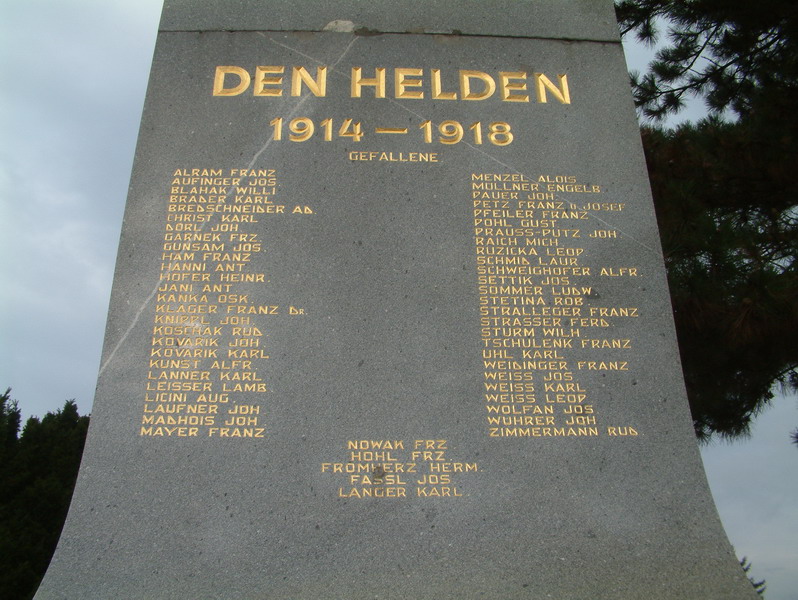 DEN HELDEN
1914 – 1918
GEFALLENE
ALRAM FRANZ
AUFINGER JOS.
BLAHAK WILLI
BRADER KARL
BREDSCHNEIDER AD.
CHRIST KARL
DÖRL JOH.
GARNEK FRZ.
GUNSAM JOS.
HAM FRANZ
HANNI ANT.
HOFER HEINR.
JANI ANT.
KANKA OSK.
KLAGER FRANZ DR.
KNIPFL JOH.
KOSCHAK RUD.
KOVARIK JOH.
KOVARIK KARL
KUNST ALFR.
LANNER KARL
LEISSER LAMB.
LICINI AUG.
LAUFNER JOH.
MADHOIS JOH.
MAYER FRANZ
MENZEL ALOIS
MÜLLNER ENGELB.
PAUER JOH.
PETZ FRANZ U. JOSEF
PFEILER FRANZ
POHL GUST.
PRAUSS-PUTZ JOH.
RAICH MICH.
RUZICKA LEOP.
SCHMID LAUR.
SCHWEIGHOFER ALFR.
SETTIK JOS.
SOMMER LUDW.
STETINA ROB.
STRALLEGER FRANZ
STRASSER FERD.
STURM WILH.
TSCHULENK FRANZ
UHL KARL
WEIDINGER FRANZ
WEISS JOS.
WEISS KARL
WEISS LEOP.
WOLFAN JOS.
WÜHRER JOH.
ZIMMERMANN RUD.
NOWAK FRZ.
HÖHL FRZ.
FROMHERZ HERM.
FASSL JOS.
LANGER KARL.